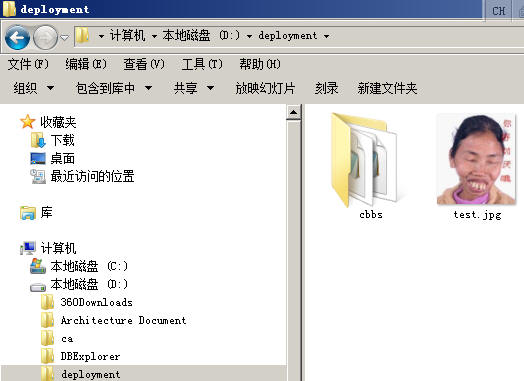 deployment
CH
计算机 本地磁盘 (D:) deployment
文件(F) 编辑(E) 查看(V) 工具(T) 帮助(H)
组织 包含到库中 共享 放映幻灯片 刻录 新建文件夹
收藏夹
下载
桌面
最近访问的位置
库
计算机
本地磁盘 (C:)
本地磁盘 (D:)
360Downloads
Architecture Document
ca
DBExplorer
deployment
cbbs
test.jpg